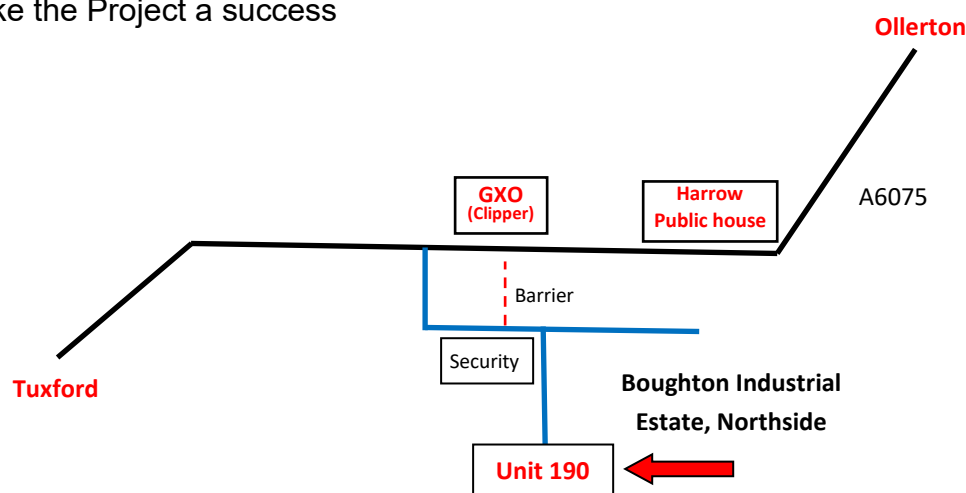 ke the Project a success
Ollerton
GXO
(Clipper)
Harrow
Public house
A6075
Barrier
Security
Tuxford
Boughton Industrial
Estate, Northside
Unit 190